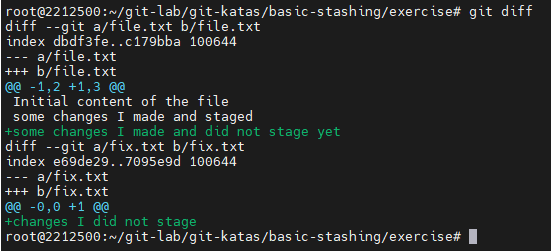 root@2212500:~/git-lab/git-katas/basic-stashing/exercise# git diff
diff --git a/file.txt b/file.txt
index dbdf3fe..c179bba 100644
--- a/file.txt
+++ b/file.txt
@@ -1,2 +1,3 @@
 Initial content of the file
 some changes I made and staged
+some changes I made and did not stage yet
diff --git a/fix.txt b/fix.txt
index e69de29..7095e9d 100644
--- a/fix.txt
+++ b/fix.txt
@@ -0,0 +1 @@
+changes I did not stage
root@2212500:~/git-lab/git-katas/basic-stashing/exercise#